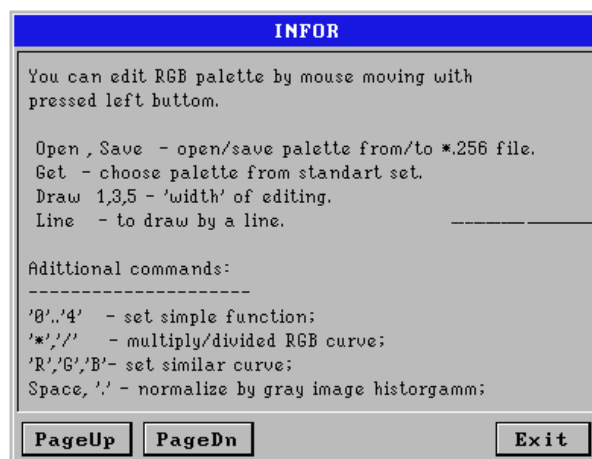 INFOR
You can edit RGB palette by mouse moving with
pressed left buttom.
Open , Save - open/save palette from/to *.256 file.
Get - choose palette from standart set.
Draw 1,3,5 - 'width' of editing.
Line - to draw by a line.
Adittional commands:
---------------------
'0'..'4' - set simple function;
'*','/' - multiply/divided RGB curve;
'R','G','B'- set similar curve;
Space, '.' - normalize by gray image historgamm;
PageUp PageDn Exit